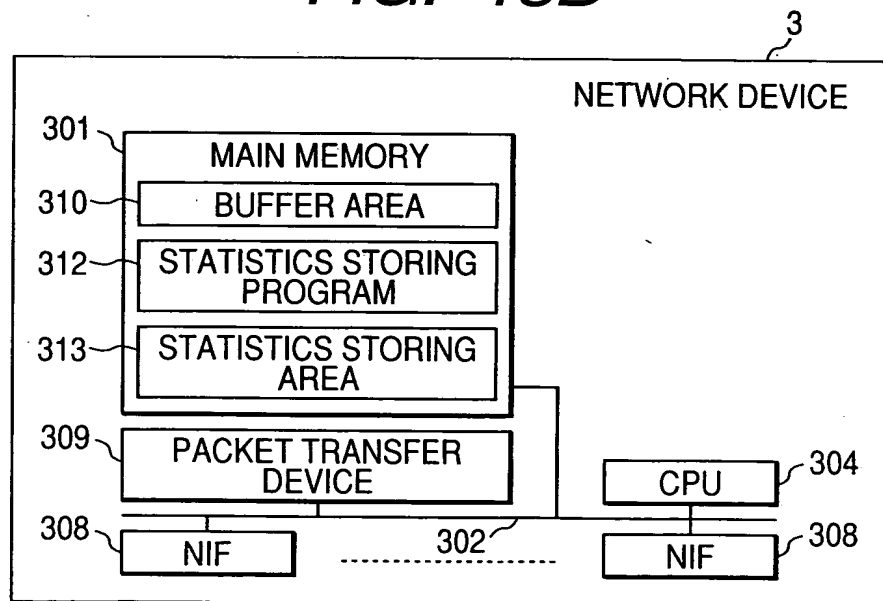 3
NETWORK DEVICE
301
MAIN MEMORY
310
BUFFER AREA
312
STATISTICS STORING
PROGRAM
313
STATISTICS STORING
AREA
309
PACKET TRANSFER
DEVICE
CPU
304
308
NIF
302
NIF
308